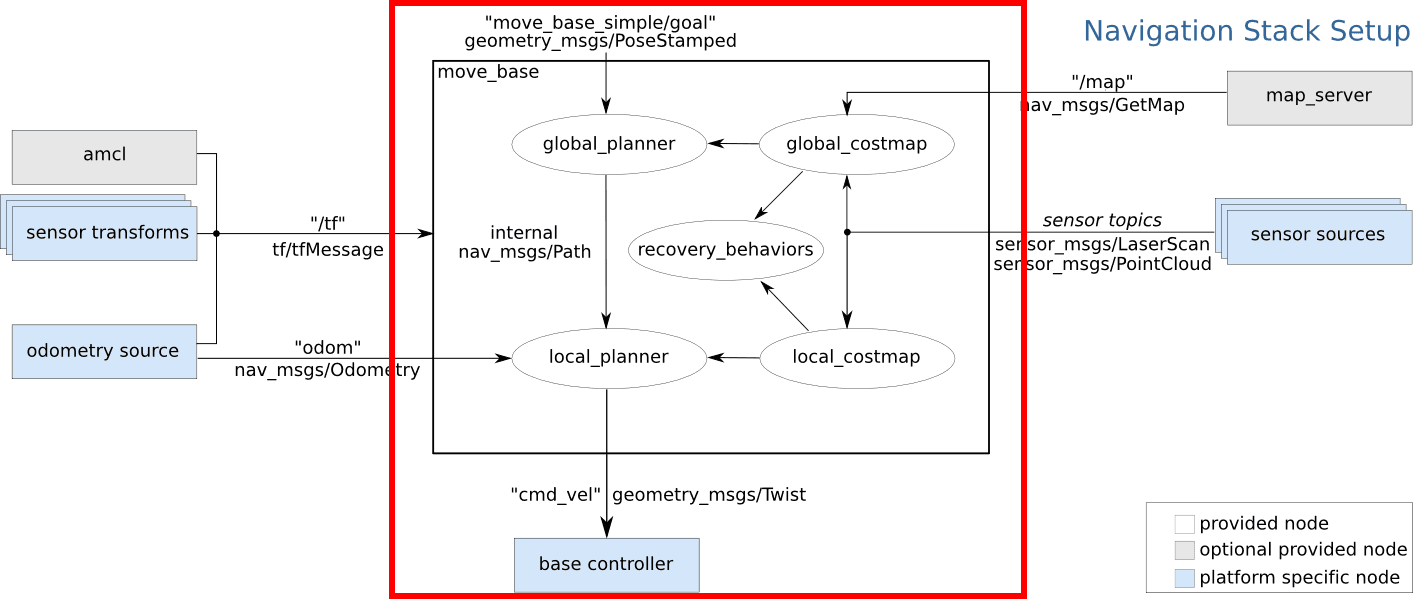 Navigation Stack Setup
"move_base_simple/goal"
geometry_msgs/PoseStamped
move_base
"/map"
nav_msgs/GetMap
map_server
amcl
global_planner
global_costmap
sensor transforms
"/tf"
tf/tfMessage
internal
nav_msgs/Path
recovery_behaviors
sensor topics
sensor_msgs/LaserScan
sensor_msgs/PointCloud
sensor sources
odometry source
"odom"
nav_msgs/Odometry
local_planner
local_costmap
"cmd_vel" geometry_msgs/Twist
base controller
provided node
optional provided node
platform specific node